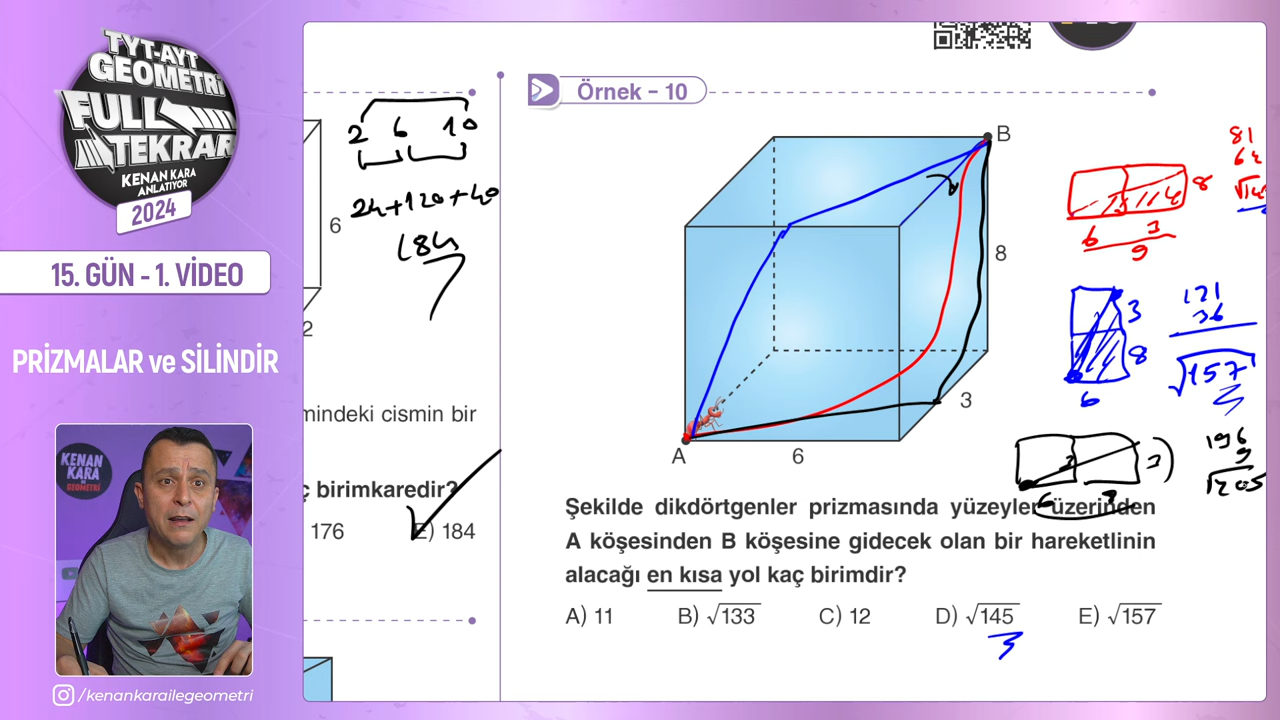 TYT-AYT
GEOMETRİ
FULL
TEKRAR
KENAN KARA
ANLATIYOR
2024
15. GÜN - 1. VİDEO
PRİZMALAR ve SİLİNDİR
KENAN
KARA
GEOMETRİ
/kenankarailegeometri
2 6 10
24+120+40
184
6
2
mindeki cismin bir
ç birimkaredir?
176 E) 184
Örnek – 10
B
8
3
A
6
8
6 3
9
81
64
√145
3
8
6
121
36
√157
6
196
9
√205
Şekilde dikdörtgenler prizmasında yüzeyler üzerinden
A köşesinden B köşesine gidecek olan bir hareketlinin
alacağı en kısa yol kaç birimdir?
A) 11 B) √133 C) 12 D) √145 E) √157